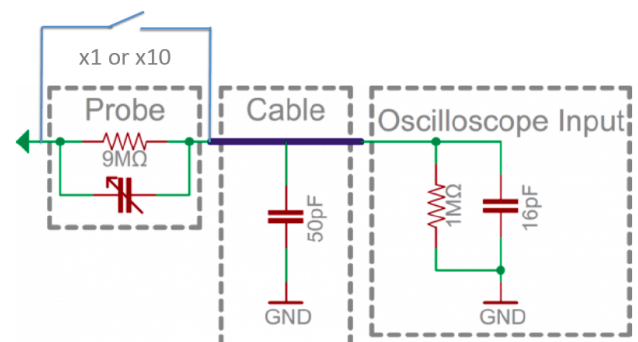 x1 or x10
Probe
9MΩ
Cable
50pF
GND
Oscilloscope Input
1MΩ
16pF
GND